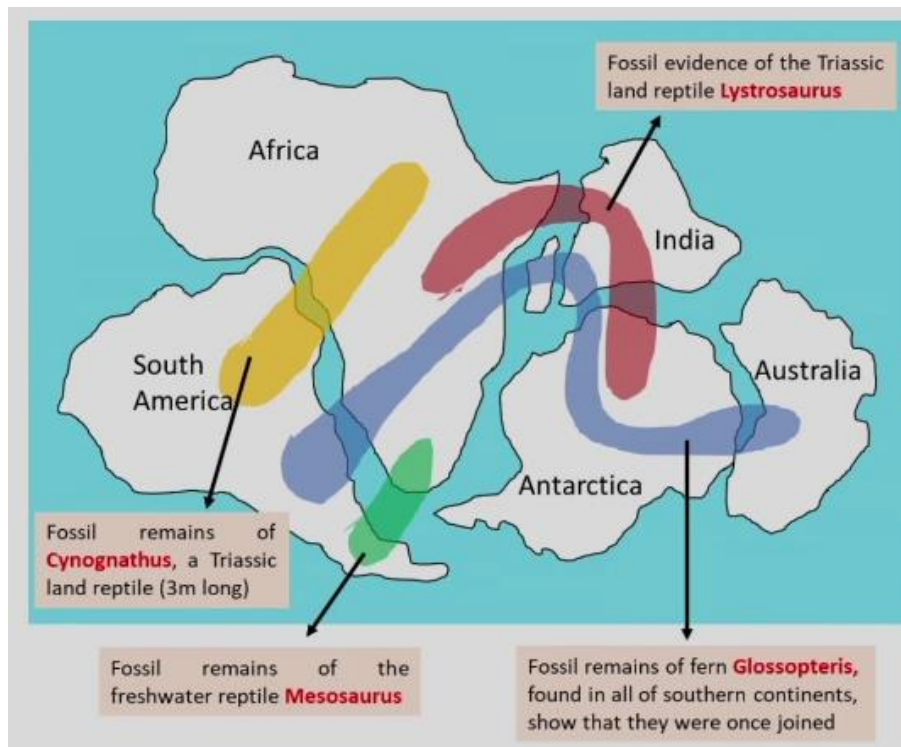 Fossil evidence of the Triassic
land reptile Lystrosaurus
Africa
India
South
America
Australia
Antarctica
Fossil remains of
Cynognathus, a Triassic
land reptile (3m long)
Fossil remains of the
freshwater reptile Mesosaurus
Fossil remains of fern Glossopteris,
found in all of southern continents,
show that they were once joined